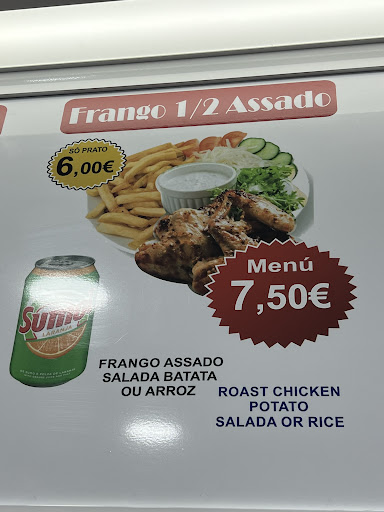 Frango 1/2 Assado
SÓ PRATO
6,00€
Menú
7,50€
Sumol
LARANJA
FRANGO ASSADO
SALADA BATATA
OU ARROZ
ROAST CHICKEN
POTATO
SALADA OR RICE